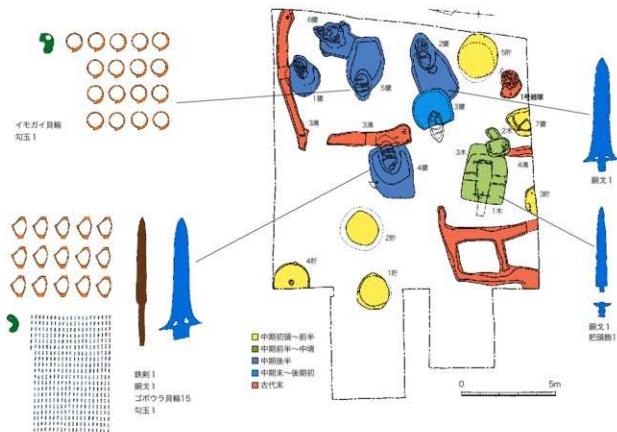 イモガイ貝輪
勾玉1
6甕
1甕
5甕
2甕
5貯
3甕
1号経塚
7甕
2木
3木
4溝
3溝
3溝
4甕
1木
3貯
2貯
4貯
1貯
銅戈1
銅戈1
把頭飾1
鉄剣1
銅戈1
ゴホウラ貝輪15
勾玉1
中期初頭～前半
中期前半～中頃
中期後半
中期末～後期初
古代末
0
5m